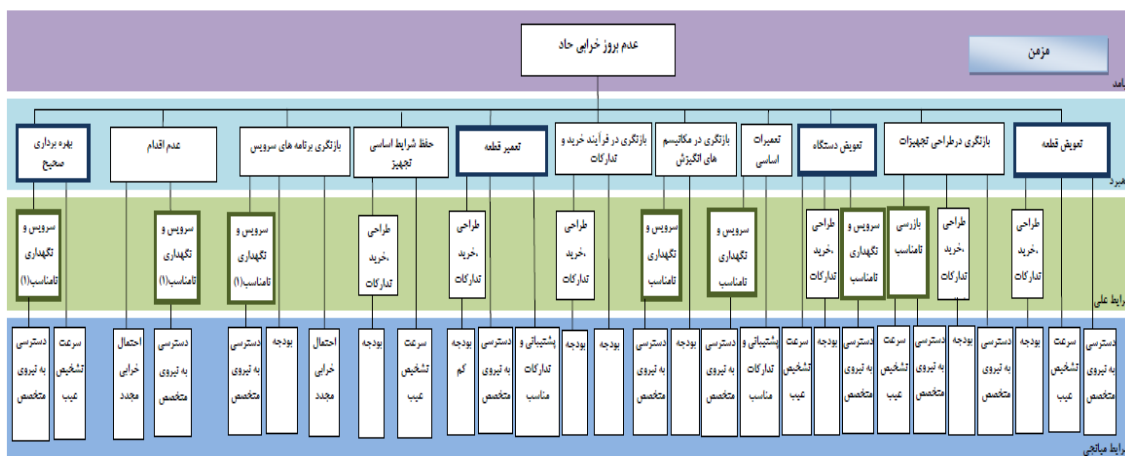 مزمن
عدم بروز خرابی حاد
یامد
تعویض قطعه
بازنگری درطراحی تجهیزات
تعویض دستگاه
تعمیرات
اساسی
بازنگری در مکانیسم
های انگیزش
بازنگری در فرآیند خرید و
تدارکات
تعمیر قطعه
حفظ شرایط اساسی
تجهیز
بازنگری برنامه های سرویس
عدم اقدام
بهره برداری
صحیح
هبرد
طراحی
،خرید
تدارکات
طراحی
،خرید
تدارکات
بازرسی
نامناسب
سرویس و
نگهداری
نامناسب
طراحی
،خرید
تدارکات
سرویس و
نگهداری
نامناسب
سرویس و
نگهداری
نامناسب
طراحی
،خرید
تدارکات
طراحی
،خرید
تدارکات
طراحی
،خرید
تدارکات
سرویس و
نگهداری
نامناسب(۱)
سرویس و
نگهداری
نامناسب(۱)
سرویس و
نگهداری
نامناسب(۱)
رایط علی
دسترسی
به نیروی
متخصص
سرعت
تشخیص
عیب
بودجه
دسترسی
به نیروی
متخصص
بودجه
دسترسی
به نیروی
متخصص
سرعت
تشخیص
عیب
دسترسی
به نیروی
متخصص
بودجه
سرعت
تشخیص
عیب
پشتیبانی و
تدارکات
مناسب
دسترسی
به نیروی
متخصص
بودجه
دسترسی
به نیروی
متخصص
بودجه
بودجه
پشتیبانی و
تدارکات
مناسب
دسترسی
به نیروی
متخصص
بودجه
کم
سرعت
تشخیص
عیب
بودجه
احتمال
خرابی
مجدد
بودجه
دسترسی
به نیروی
متخصص
دسترسی
به نیروی
متخصص
احتمال
خرابی
مجدد
سرعت
تشخیص
عیب
دسترسی
به نیروی
متخصص
رایط میانجی